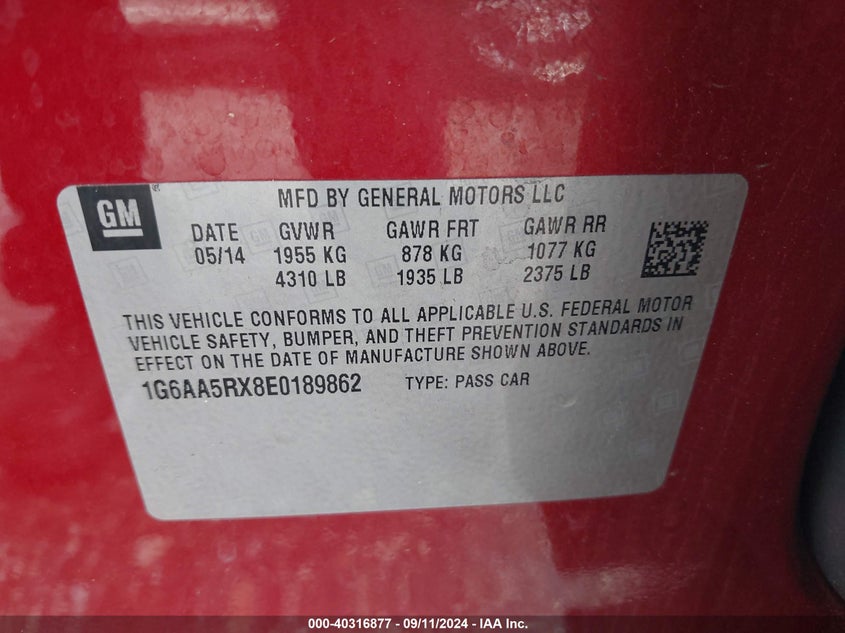 GM
MFD BY GENERAL MOTORS LLC
DATE GVWR GAWR FRT GAWR RR
05/14 1955 KG 878 KG 1077 KG
4310 LB 1935 LB 2375 LB
THIS VEHICLE CONFORMS TO ALL APPLICABLE U.S. FEDERAL MOTOR
VEHICLE SAFETY, BUMPER, AND THEFT PREVENTION STANDARDS IN
EFFECT ON THE DATE OF MANUFACTURE SHOWN ABOVE.
1G6AA5RX8E0189862 TYPE: PASS CAR
000-40316877 - 09/11/2024 - IAA Inc.